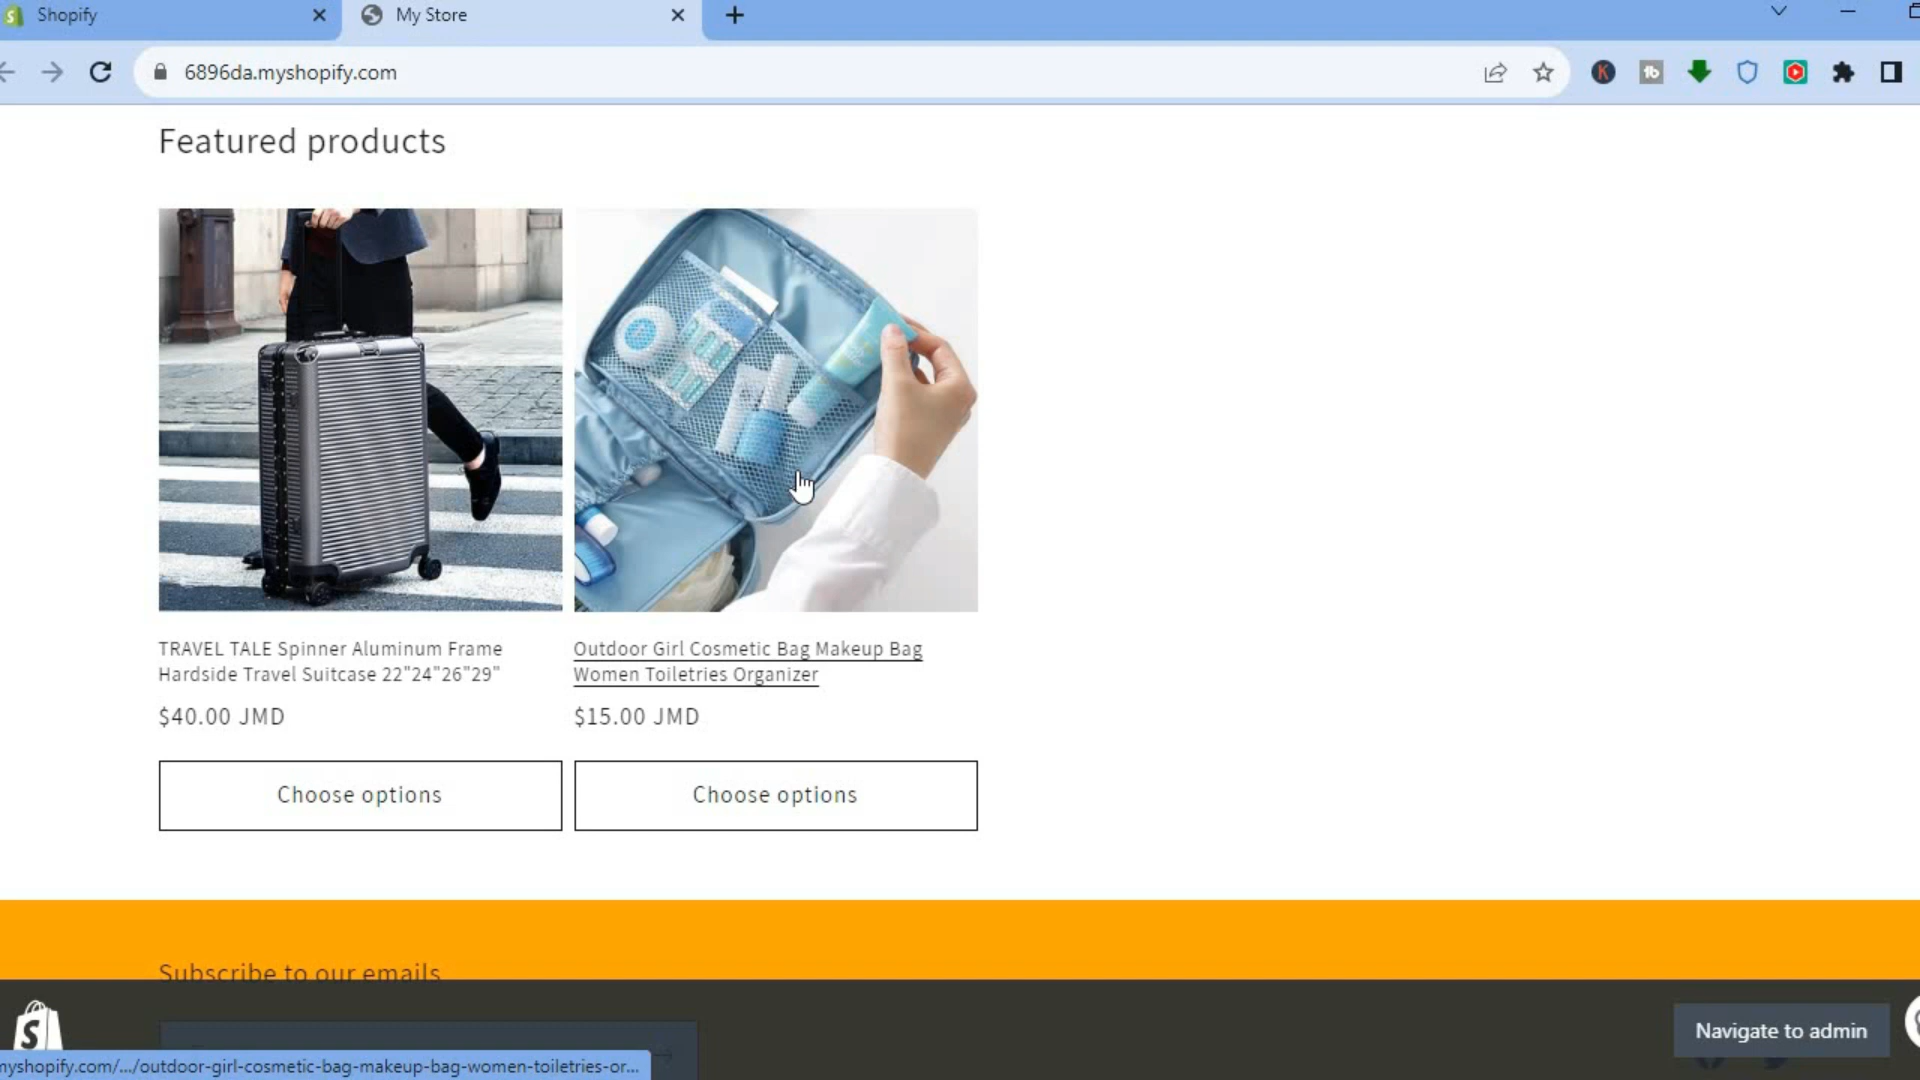 Shopify
My Store
6896da.myshopify.com
Featured products
TRAVEL TALE Spinner Aluminum Frame
Hardside Travel Suitcase 22"24"26"29"
$40.00 JMD
Choose options
Outdoor Girl Cosmetic Bag Makeup Bag
Women Toiletries Organizer
$15.00 JMD
Choose options
Subscribe to our emails
Navigate to admin
myshopify.com/.../outdoor-girl-cosmetic-bag-makeup-bag-women-toiletries-or...